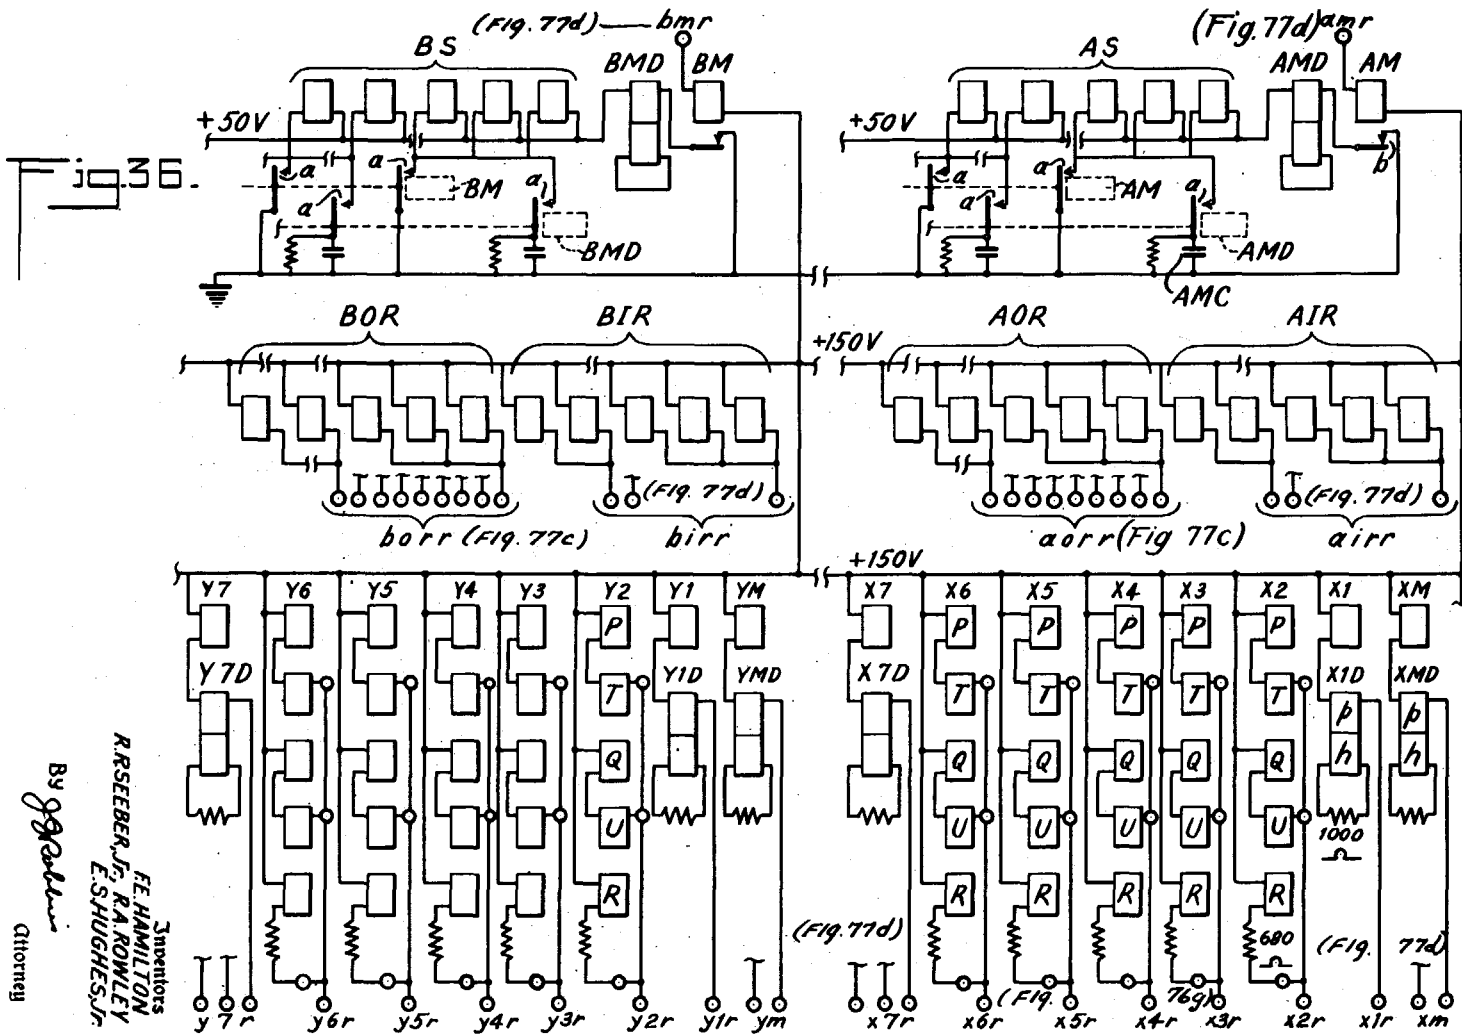 (Fig. 77d) bmr (Fig. 77d) amr
BS BMD BM AS AMD AM
+50V +50V
Fig. 36.
a a BM a a a AM b
a a
BMD AMD
AMC
BOR BIR AOR AIR
+150V
(Fig. 77d) (Fig. 77d)
borr (Fig. 77c) birr aorr (Fig 77c) airr
+150V
Y7 Y6 Y5 Y4 Y3 Y2 Y1 YM X7 X6 X5 X4 X3 X2 X1 XM
P P P P P P
Y7D Y1D YMD X7D X1D XMD
T T T T T T p p
Q Q Q Q Q Q h h
U U U U U U
1000
R R R R R R
(Fig. 77d) 680 (Fig. 77d)
(Fig. 76g)
y7r y6r y5r y4r y3r y2r y1r ym x7r x6r x5r x4r x3r x2r x1r xm
Inventors
F.E. HAMILTON
R.R SEEBER, Jr., R.A. ROWLEY
E.S. HUGHES, Jr.
By
Attorney